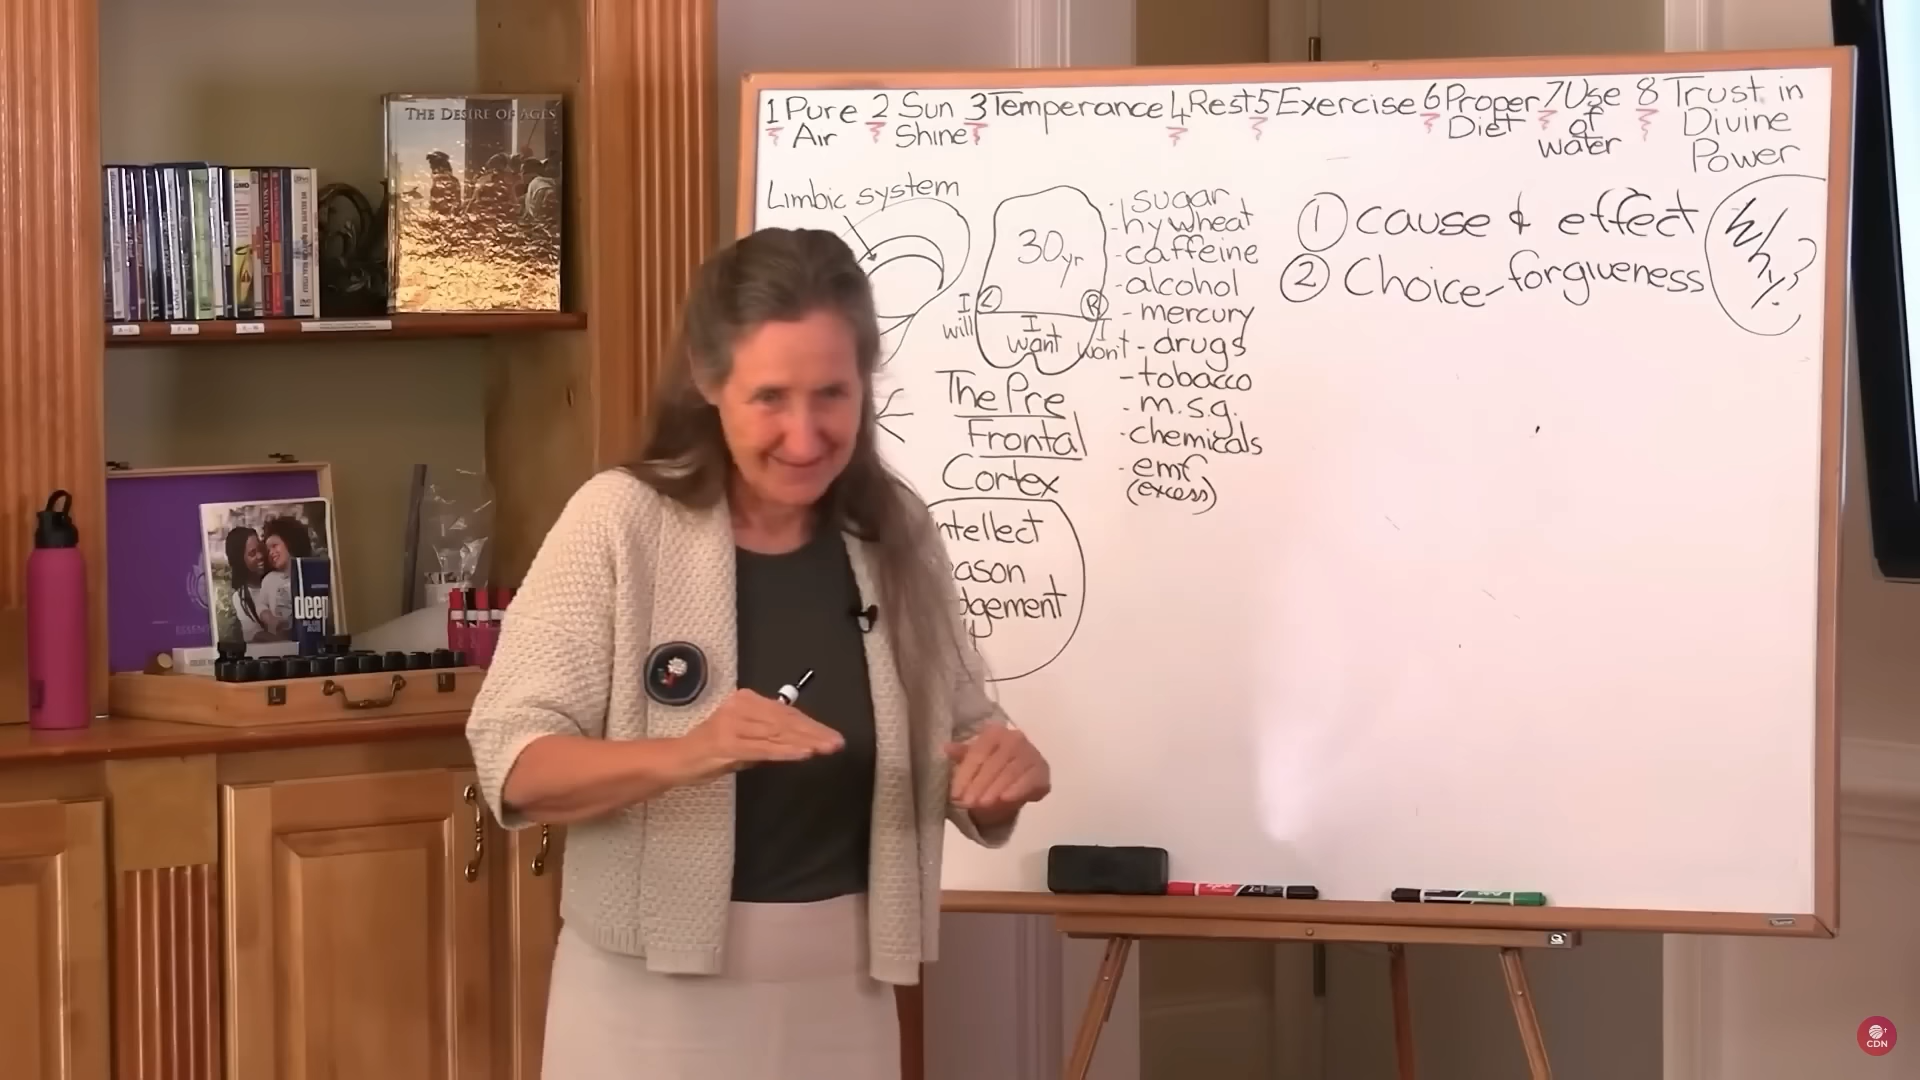 THE DESIRE OF AGES
deep
1 Pure Air
2 Sun Shine
3 Temperance
4 Rest
5 Exercise
6 Proper Diet
7 Use of water
8 Trust in Divine Power
Limbic system
30yr
L
R
I will
I want
I won't
The Pre
Frontal
Cortex
ntellect
ason
dgement
- sugar
- hy wheat
- caffeine
- alcohol
- mercury
- drugs
- tobacco
- m.s.g.
- chemicals
- emf
(excess)
1 cause & effect
2 Choice - forgiveness
Why?
CDN